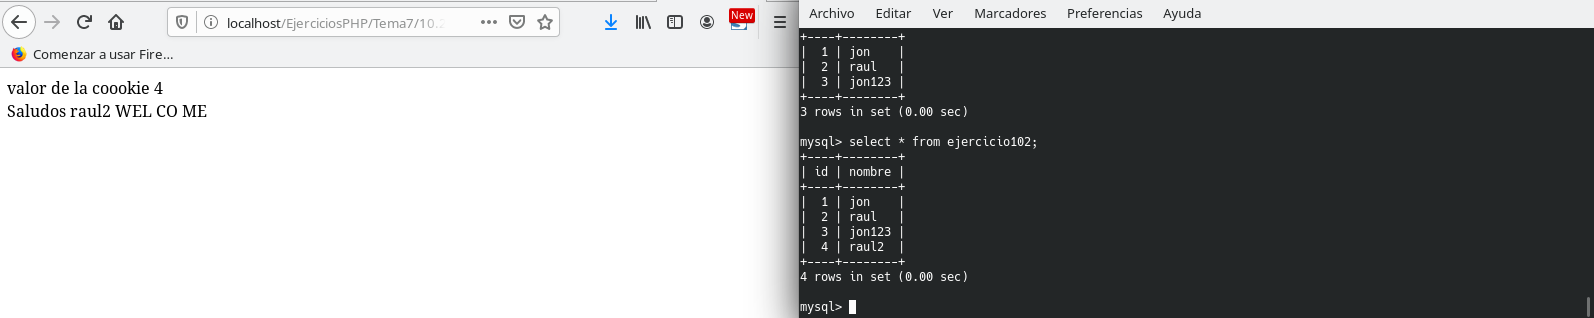 localhost/EjerciciosPHP/Tema7/10.
New
Comenzar a usar Fire...
valor de la coookie 4
Saludos raul2 WEL CO ME
Archivo Editar Ver Marcadores Preferencias Ayuda
+----+--------+
|  1 | jon    |
|  2 | raul   |
|  3 | jon123 |
+----+--------+
3 rows in set (0.00 sec)
mysql> select * from ejercicio102;
+----+--------+
| id | nombre |
+----+--------+
|  1 | jon    |
|  2 | raul   |
|  3 | jon123 |
|  4 | raul2  |
+----+--------+
4 rows in set (0.00 sec)
mysql>